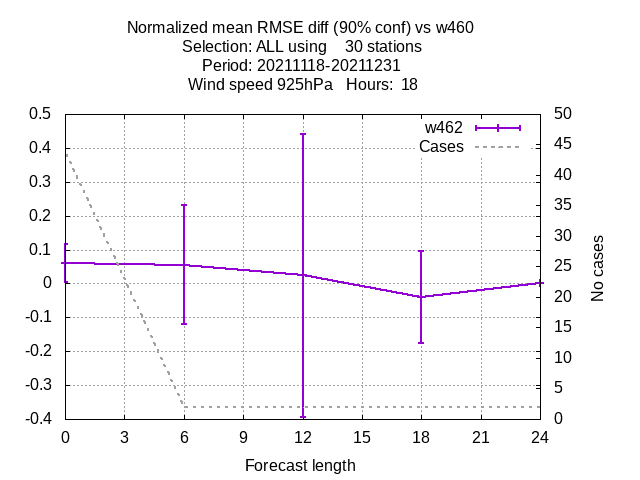 Normalized mean RMSE diff (90% conf) vs w460
Selection: ALL using    30 stations
Period: 20211118-20211231
Wind speed 925hPa   Hours:  18
w462
Cases
0.5
0.4
0.3
0.2
0.1
0
-0.1
-0.2
-0.3
-0.4
50
45
40
35
30
25
20
15
10
5
0
No cases
0 3 6 9 12 15 18 21 24
Forecast length